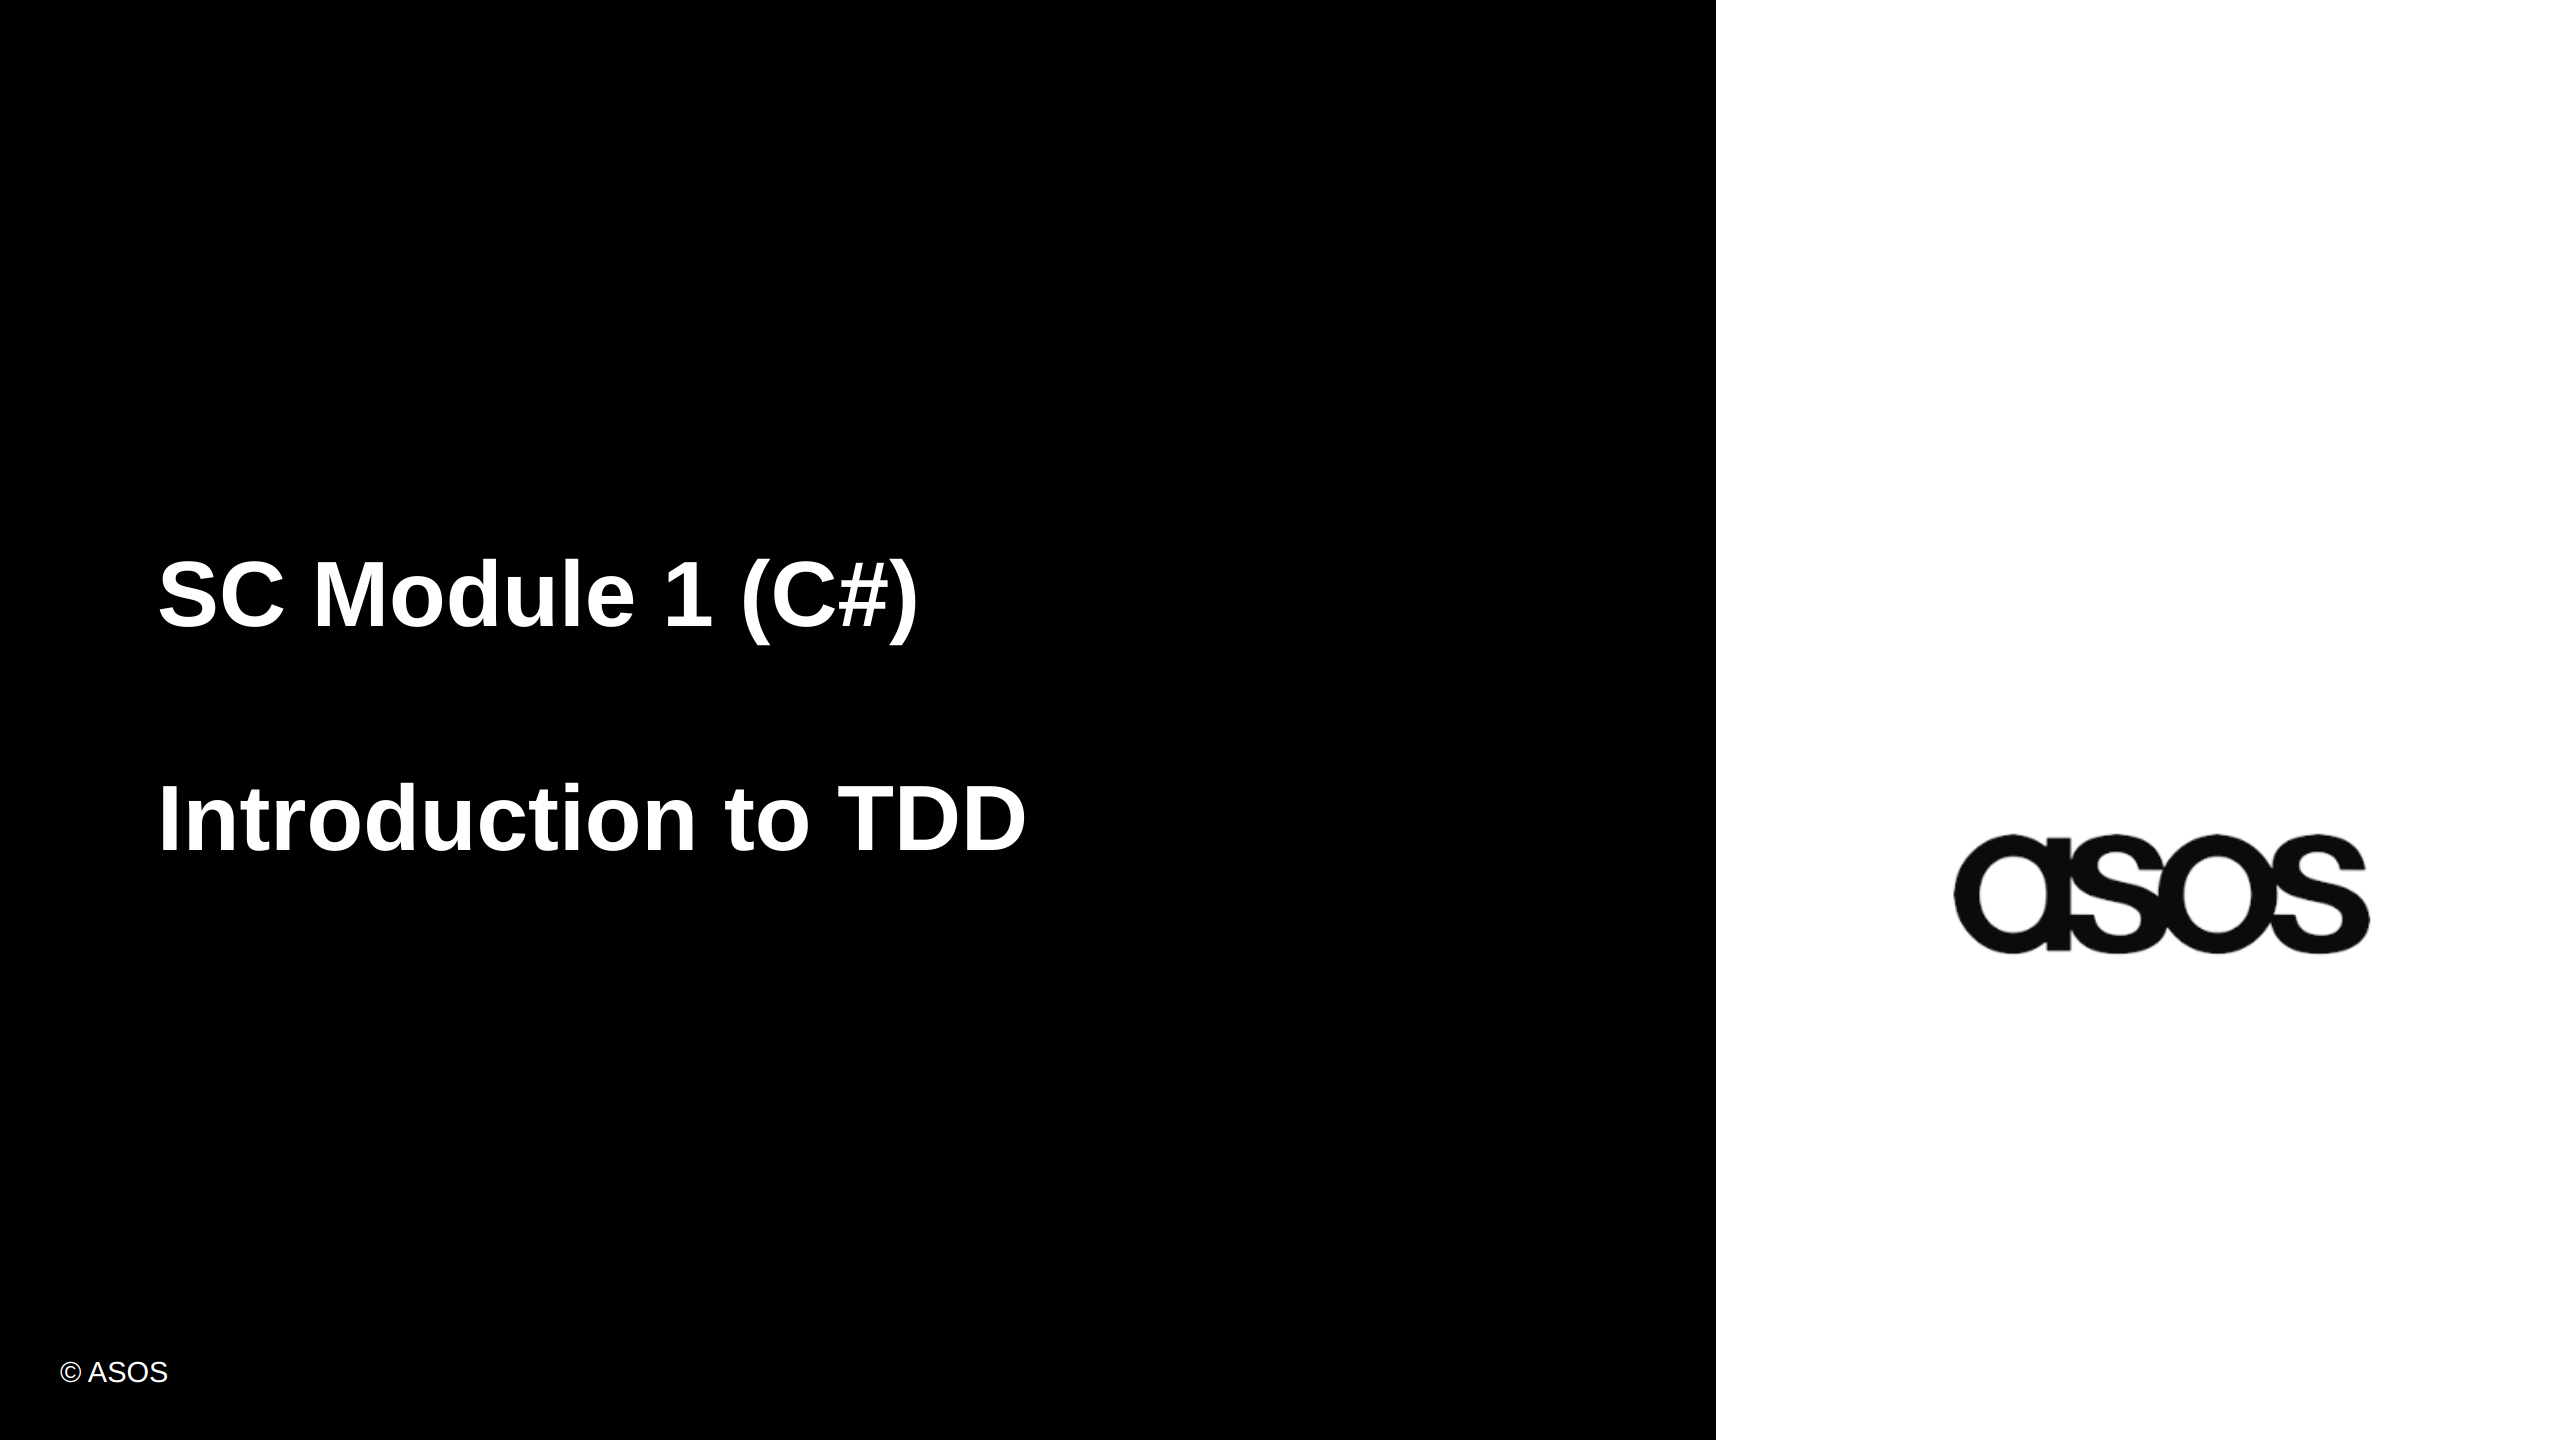 SC Module 1 (C#)
Introduction to TDD
asos
© ASOS